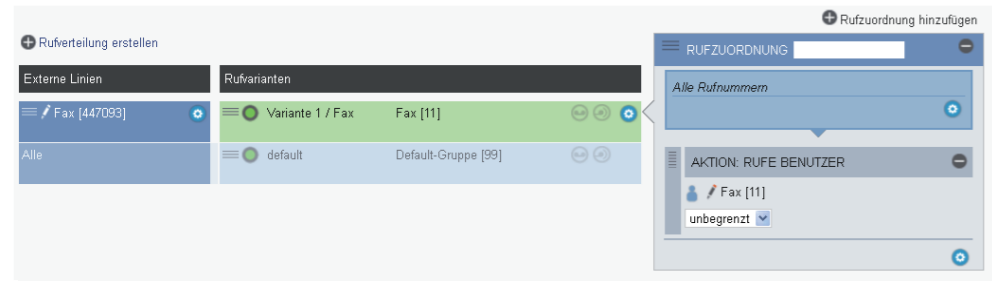 Rufzuordnung hinzufügen
Rufverteilung erstellen
RUFZUORDNUNG
Externe Linien
Rufvarianten
Alle Rufnummern
Fax [447093]
Variante 1 / Fax
Fax [11]
Alle
default
Default-Gruppe [99]
AKTION: RUFE BENUTZER
Fax [11]
unbegrenzt